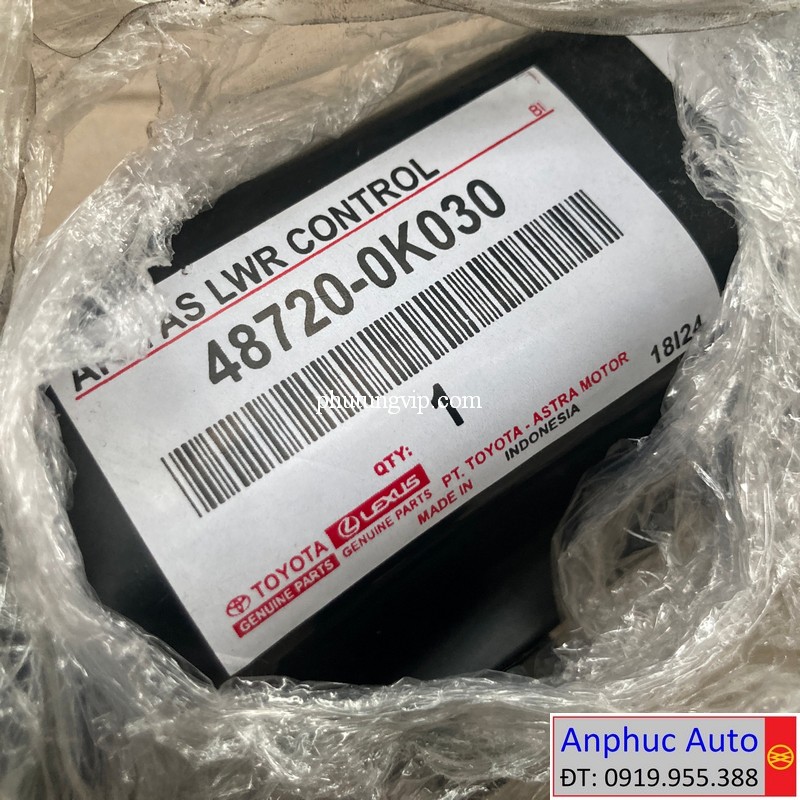 BI
LWR CONTROL
48720-0K030
phutungvip.com
QTY: 1
TOYOTA
GENUINE PARTS
LEXUS
GENUINE PARTS
PT. TOYOTA - ASTRA MOTOR
MADE IN INDONESIA
18I24
Anphuc Auto
ĐT: 0919.955.388